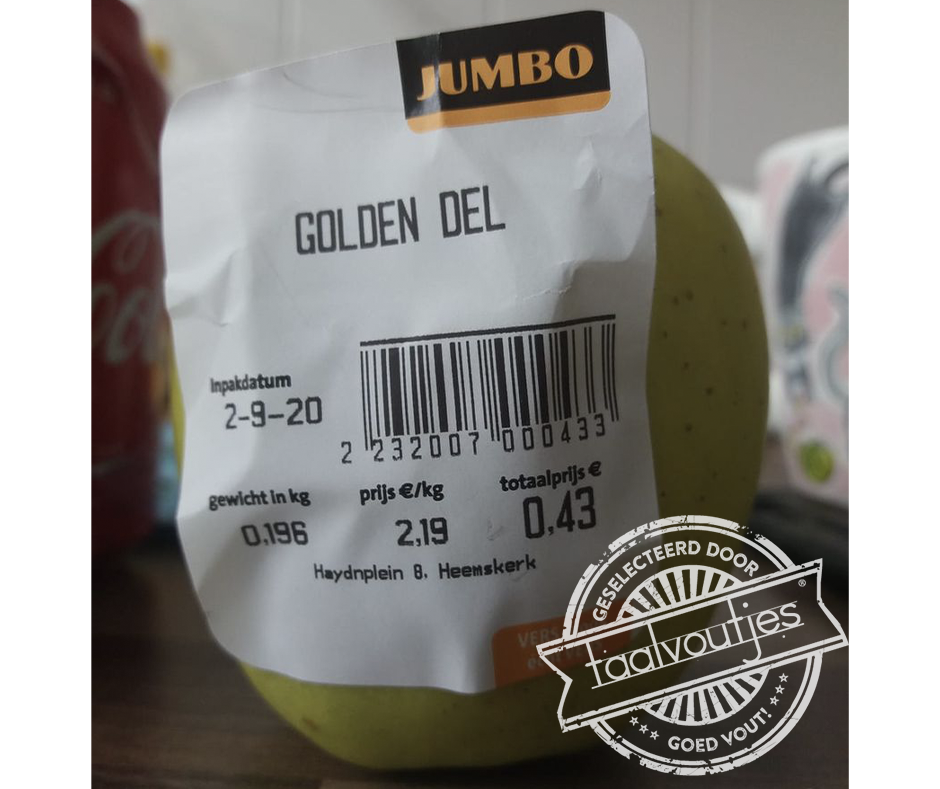 JUMBO
GOLDEN DEL
Inpakdatum
2-9-20
2 232007 000433
gewicht in kg prijs €/kg totaalprijs €
0,196 2,19 0,43
Haydnplein 8, Heemskerk
VERS
GESELECTEERD DOOR
taalvoutjes®
GOED VOUT!